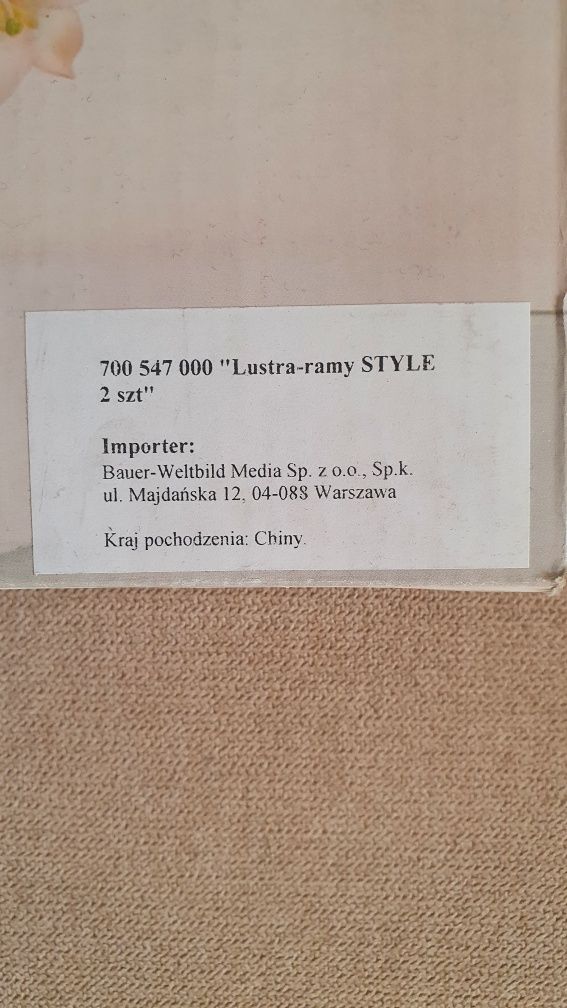 700 547 000 "Lustra-ramy STYLE
2 szt"
Importer:
Bauer-Weltbild Media Sp. z o.o., Sp.k.
ul. Majdańska 12, 04-088 Warszawa
Kraj pochodzenia: Chiny.